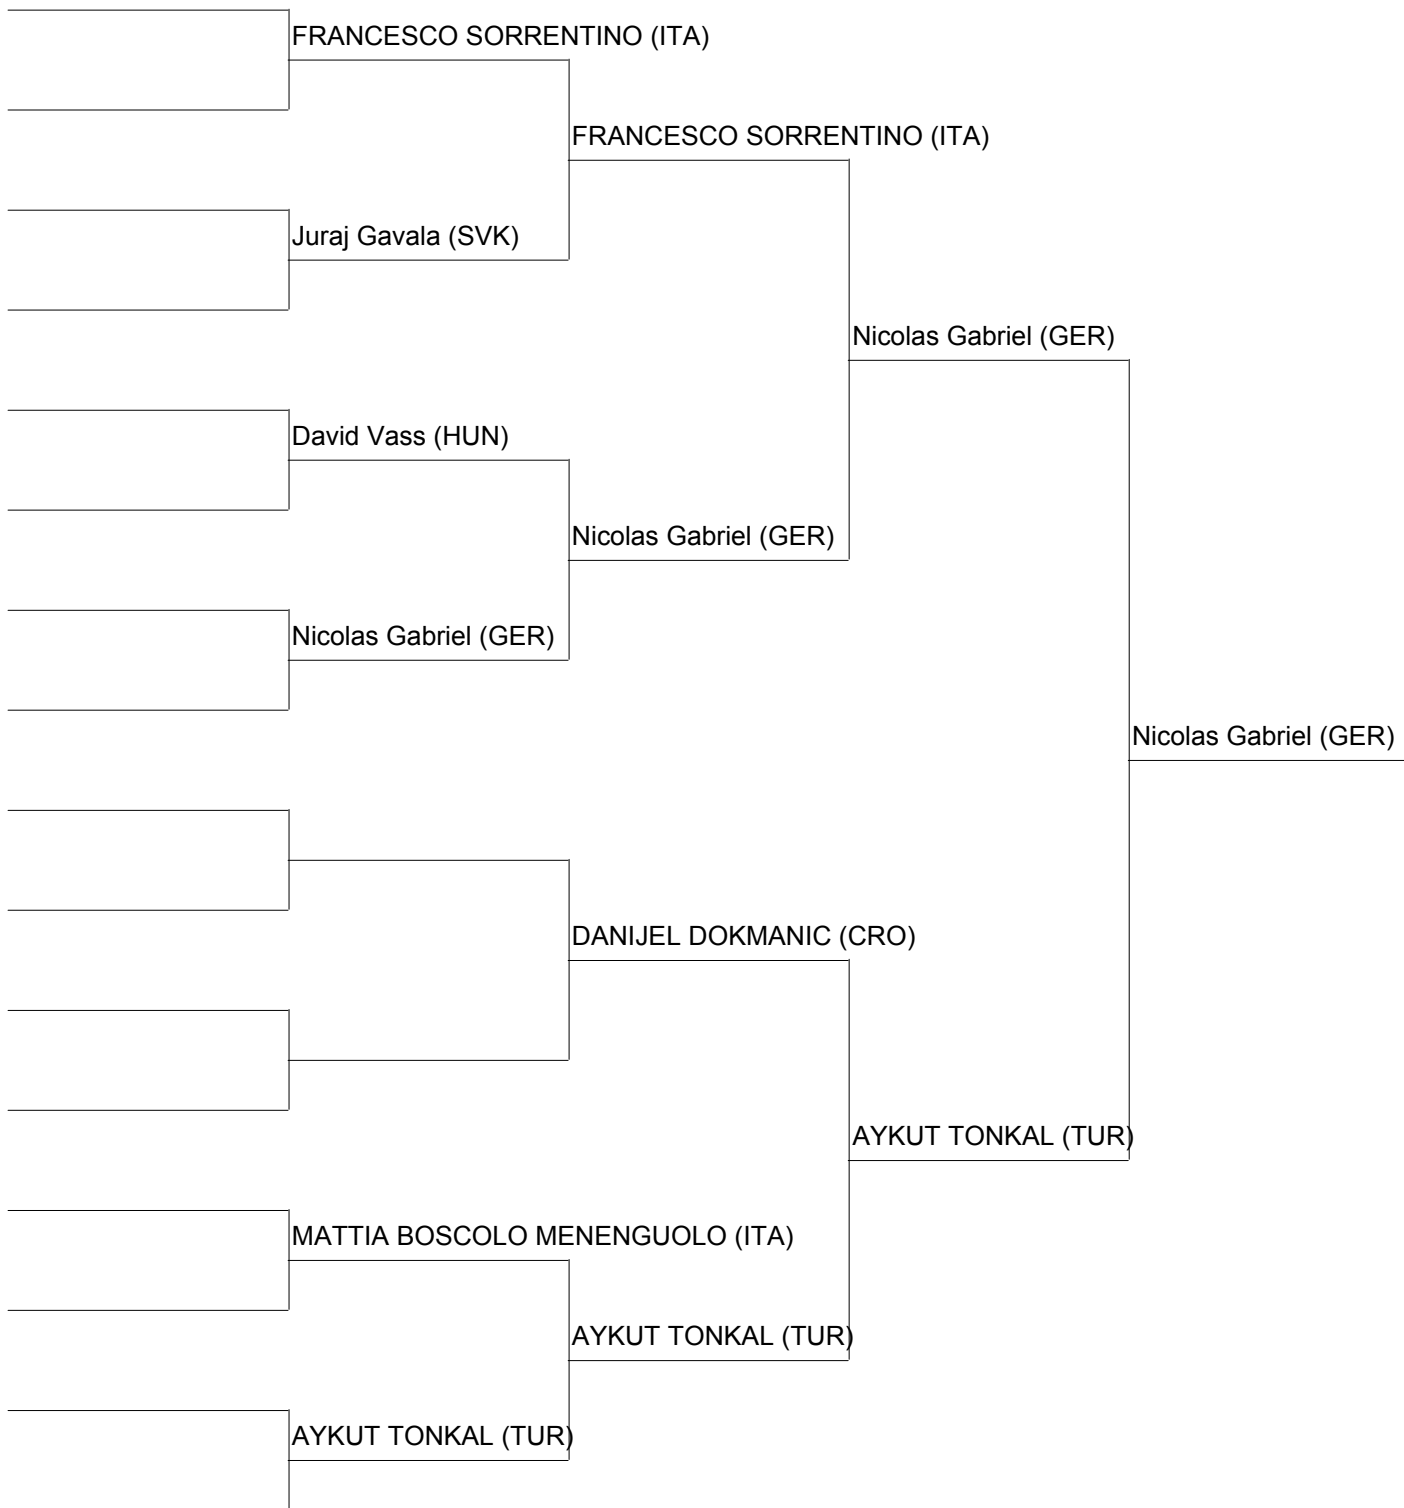 FRANCESCO SORRENTINO (ITA)
FRANCESCO SORRENTINO (ITA)
Juraj Gavala (SVK)
Nicolas Gabriel (GER)
David Vass (HUN)
Nicolas Gabriel (GER)
Nicolas Gabriel (GER)
Nicolas Gabriel (GER)
DANIJEL DOKMANIC (CRO)
AYKUT TONKAL (TUR)
MATTIA BOSCOLO MENENGUOLO (ITA)
AYKUT TONKAL (TUR)
AYKUT TONKAL (TUR)